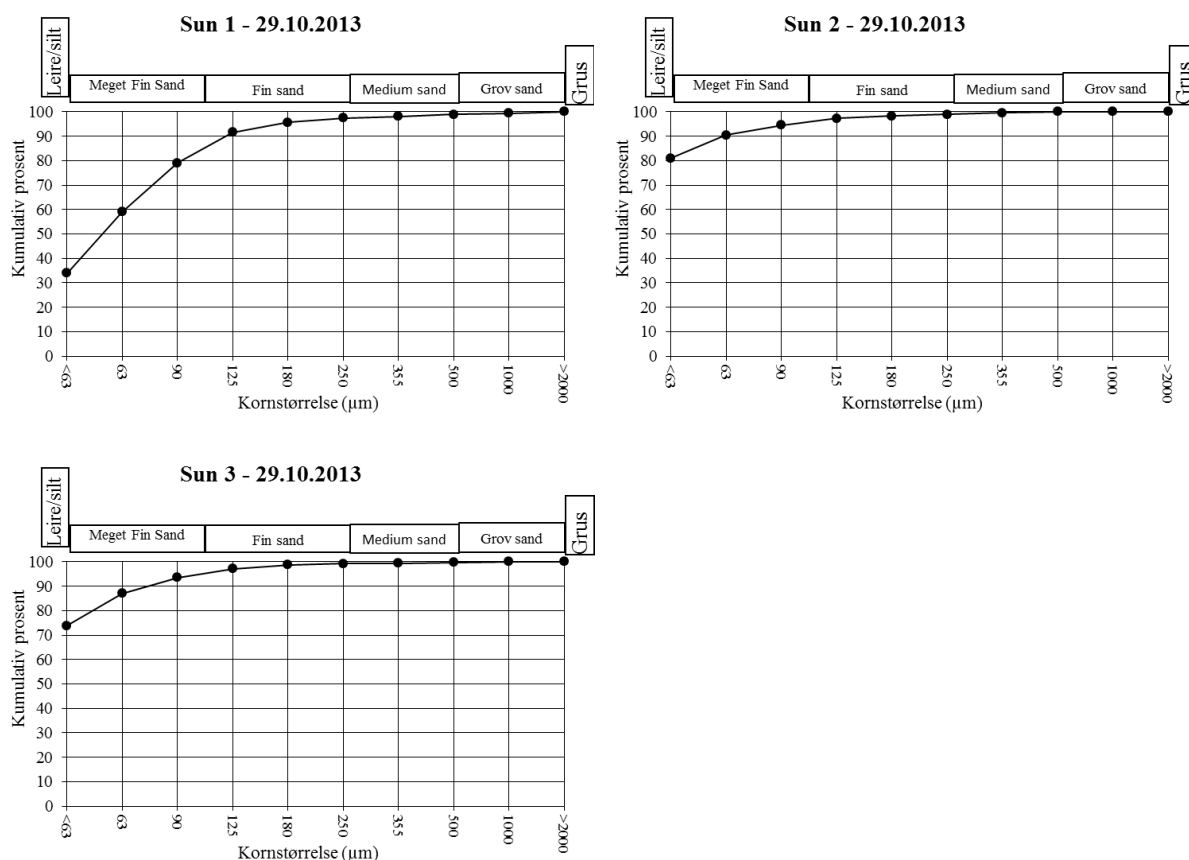 Sun 1 - 29.10.2013
Leire/silt
Meget Fin Sand
Fin sand
Medium sand
Grov sand
Grus
Kumulativ prosent
100
90
80
70
60
50
40
30
20
10
0
<63
63
90
125
180
250
355
500
1000
>2000
Kornstørrelse (µm)
Sun 2 - 29.10.2013
Leire/silt
Meget Fin Sand
Fin sand
Medium sand
Grov sand
Grus
Kumulativ prosent
100
90
80
70
60
50
40
30
20
10
0
<63
63
90
125
180
250
355
500
1000
>2000
Kornstørrelse (µm)
Sun 3 - 29.10.2013
Leire/silt
Meget Fin Sand
Fin sand
Medium sand
Grov sand
Grus
Kumulativ prosent
100
90
80
70
60
50
40
30
20
10
0
<63
63
90
125
180
250
355
500
1000
>2000
Kornstørrelse (µm)